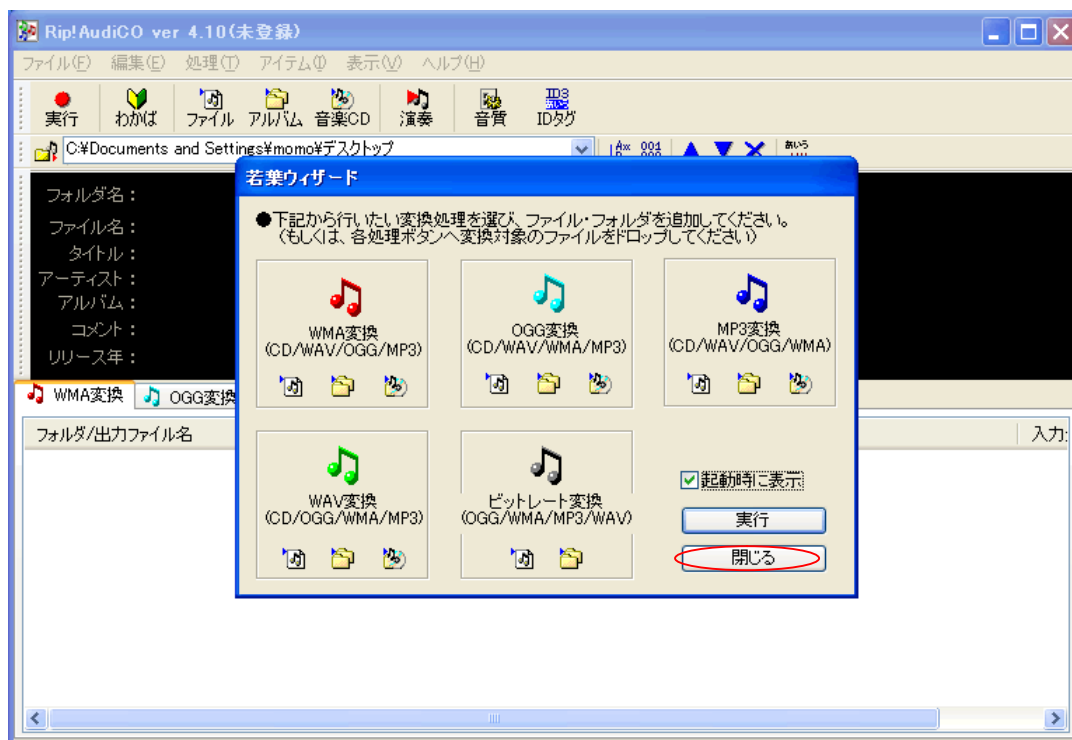 Rip!AudiCO ver 4.10(未登録)
ファイル(F) 編集(E) 処理(T) アイテム(I) 表示(V) ヘルプ(H)
実行 わかば ファイル アルバム 音楽CD 演奏 音質 IDタグ
C:¥Documents and Settings¥momo¥デスクトップ
フォルダ名：
ファイル名：
タイトル：
アーティスト：
アルバム：
コメント：
リリース年：
WMA変換 OGG変換
フォルダ/出力ファイル名 入力:
若葉ウィザード
●下記から行いたい変換処理を選び、ファイル・フォルダを追加してください。
(もしくは、各処理ボタンへ変換対象のファイルをドロップしてください)
WMA変換
(CD/WAV/OGG/MP3)
OGG変換
(CD/WAV/WMA/MP3)
MP3変換
(CD/WAV/OGG/WMA)
WAV変換
(CD/OGG/WMA/MP3)
ビットレート変換
(OGG/WMA/MP3/WAV)
起動時に表示
実行
閉じる